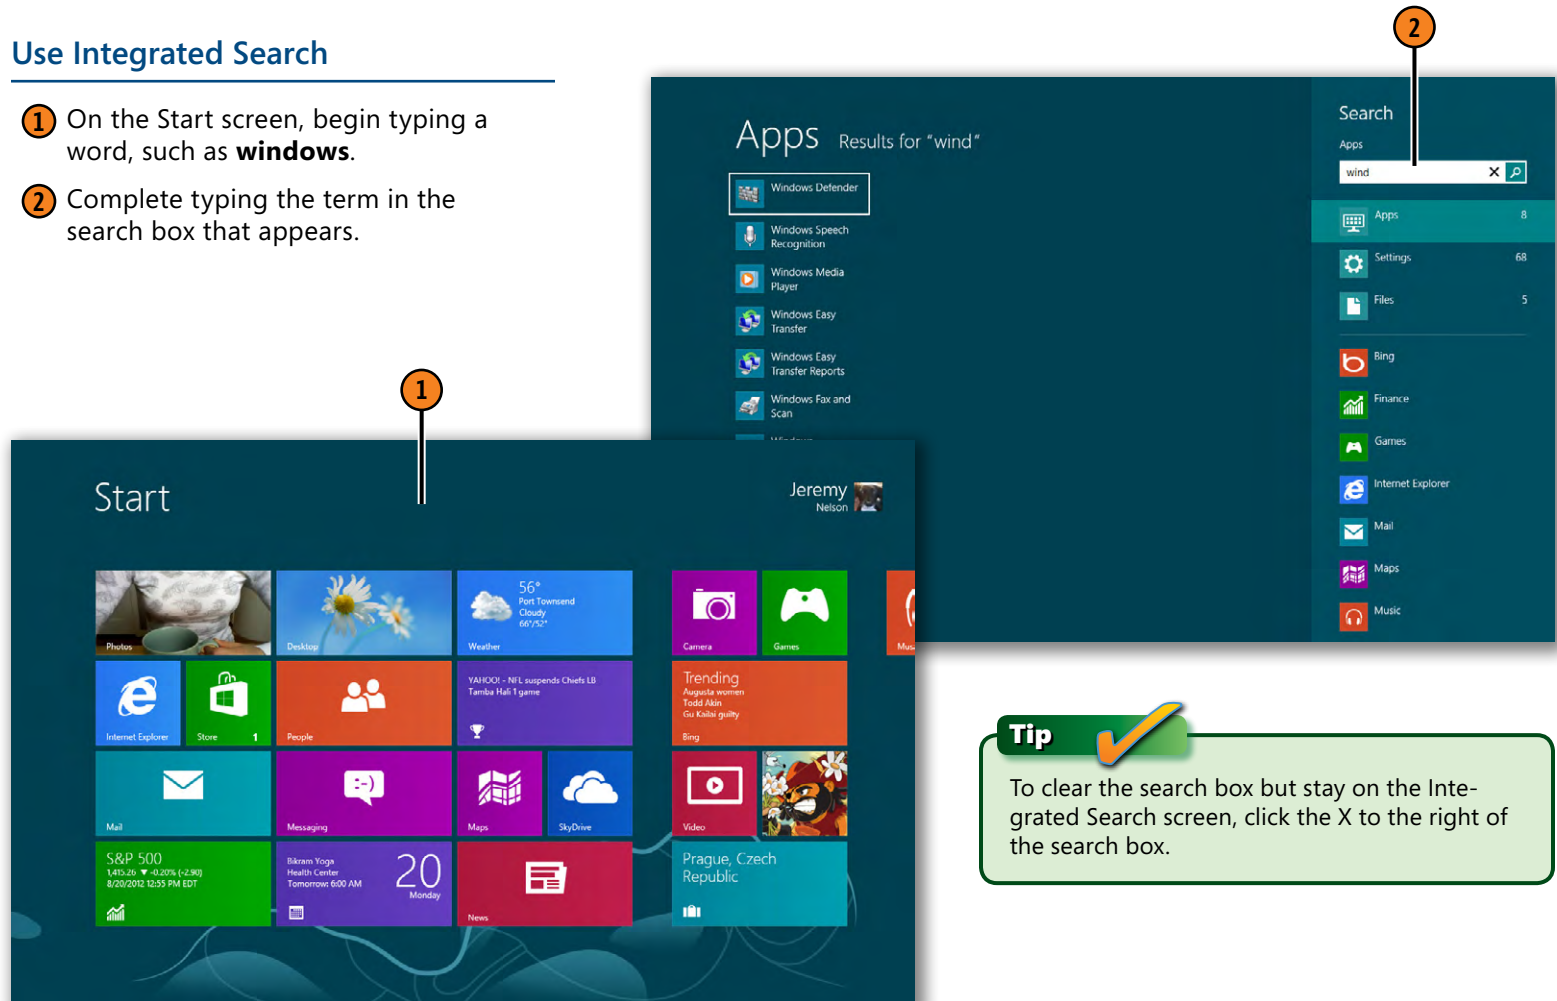 Use Integrated Search
1 On the Start screen, begin typing a
word, such as windows.
2 Complete typing the term in the
search box that appears.
2
Apps Results for "wind"
Windows Defender
Windows Speech
Recognition
Windows Media
Player
Windows Easy
Transfer
Windows Easy
Transfer Reports
Windows Fax and
Scan
Search
Apps
wind
Apps 8
Settings 68
Files 5
Bing
Finance
Games
Internet Explorer
Mail
Maps
Music
1
Start
Jeremy
Nelson
Photos
Desktop
56°
Port Townsend
Cloudy
66°/52°
Weather
Camera
Games
Internet Explorer
Store 1
People
YAHOO! - NFL suspends Chiefs LB
Tamba Hali 1 game
Trending
Augusta women
Todd Akin
Gu Kailai guilty
Bing
Mail
:-)
Messaging
Maps
SkyDrive
Video
S&P 500
1,415.26 ▼ -0.20% (-2.90)
8/20/2012 12:55 PM EDT
Bikram Yoga
Health Center
Tomorrow: 6:00 AM
20
Monday
News
Prague, Czech
Republic
Tip
To clear the search box but stay on the Inte-
grated Search screen, click the X to the right of
the search box.